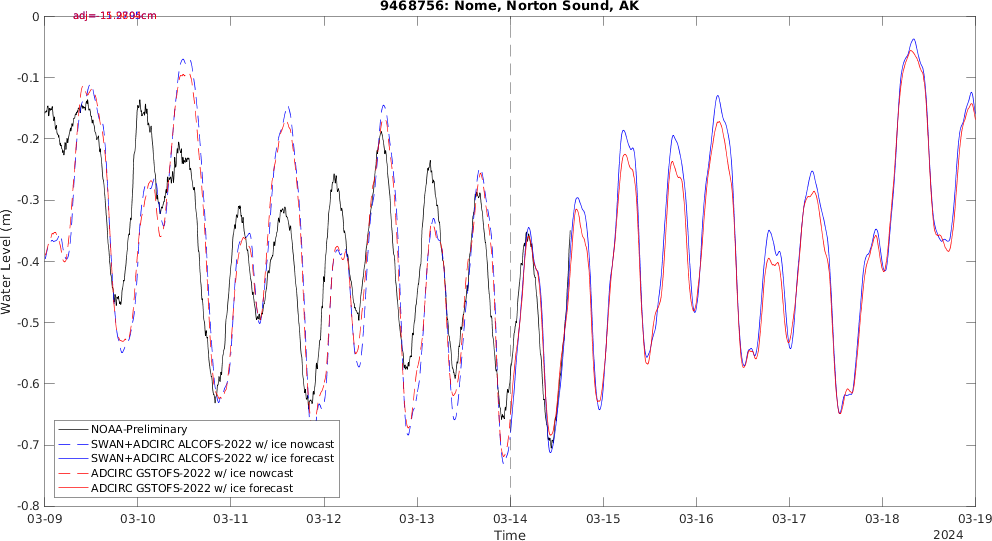 9468756: Nome, Norton Sound, AK
0
-0.1
-0.2
-0.3
-0.4
-0.5
-0.6
-0.7
-0.8
Water Level (m)
NOAA-Preliminary
SWAN+ADCIRC ALCOFS-2022 w/ ice nowcast
SWAN+ADCIRC ALCOFS-2022 w/ ice forecast
ADCIRC GSTOFS-2022 w/ ice nowcast
ADCIRC GSTOFS-2022 w/ ice forecast
03-09 03-10 03-11 03-12 03-13 03-14 03-15 03-16 03-17 03-18 03-19
Time
2024